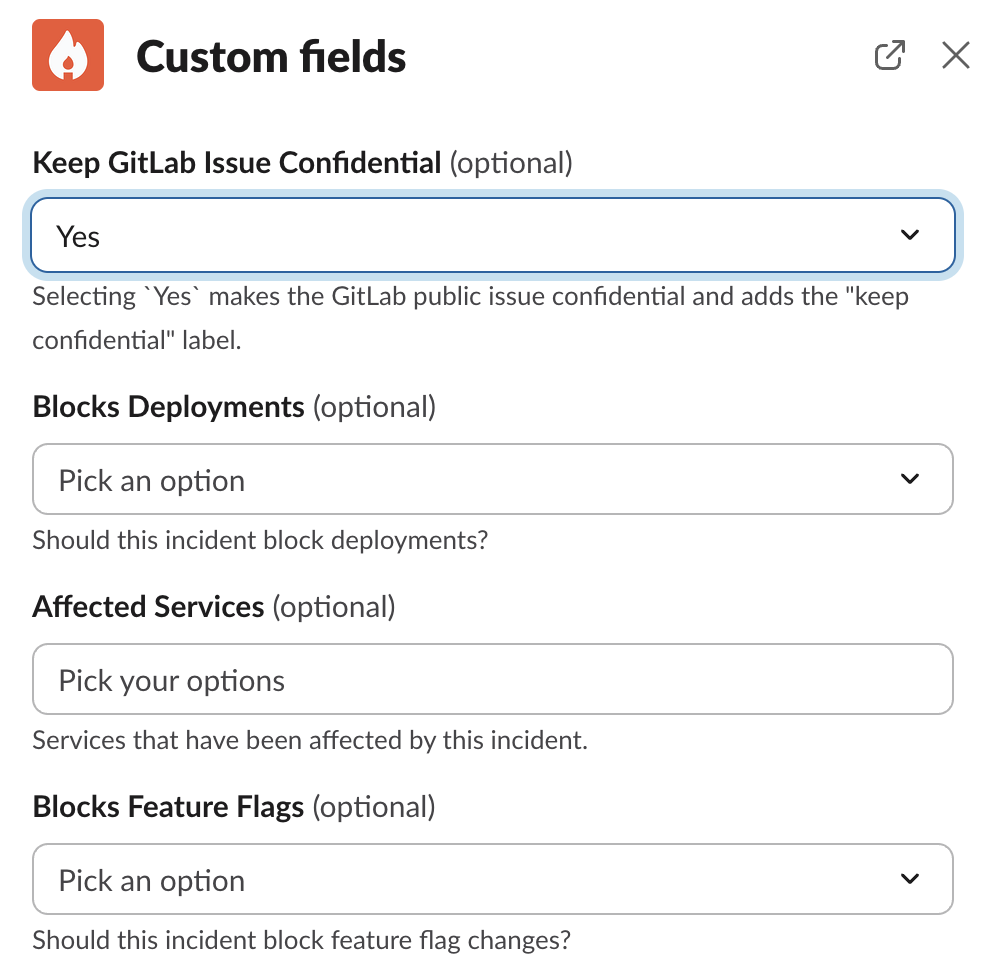 Custom fields
Keep GitLab Issue Confidential (optional)
Yes
Selecting `Yes` makes the GitLab public issue confidential and adds the "keep
confidential" label.
Blocks Deployments (optional)
Pick an option
Should this incident block deployments?
Affected Services (optional)
Pick your options
Services that have been affected by this incident.
Blocks Feature Flags (optional)
Pick an option
Should this incident block feature flag changes?